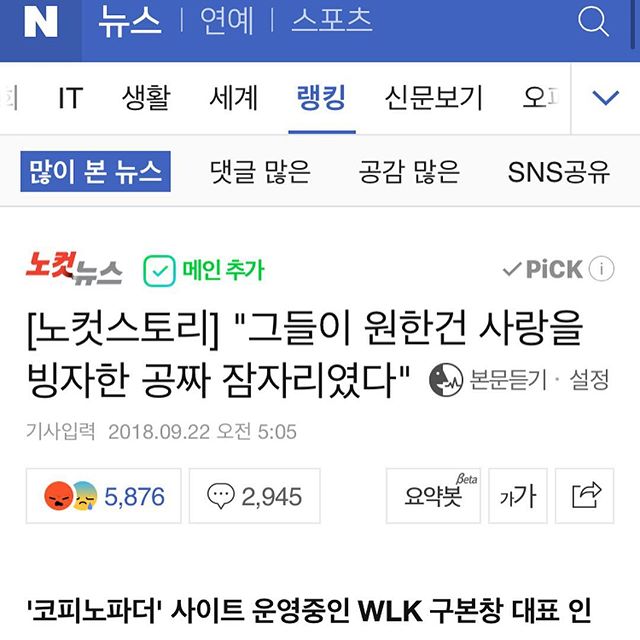 N 뉴스 | 연예 | 스포츠
IT 생활 세계 랭킹 신문보기
많이 본 뉴스 댓글 많은 공감 많은 SNS공유
노컷뉴스 메인 추가 PiCK i
[노컷스토리] "그들이 원한건 사랑을
빙자한 공짜 잠자리였다" 본문듣기 · 설정
기사입력 2018.09.22 오전 5:05
5,876 2,945 요약봇 Beta 가가
'코피노파더' 사이트 운영중인 WLK 구본창 대표 인